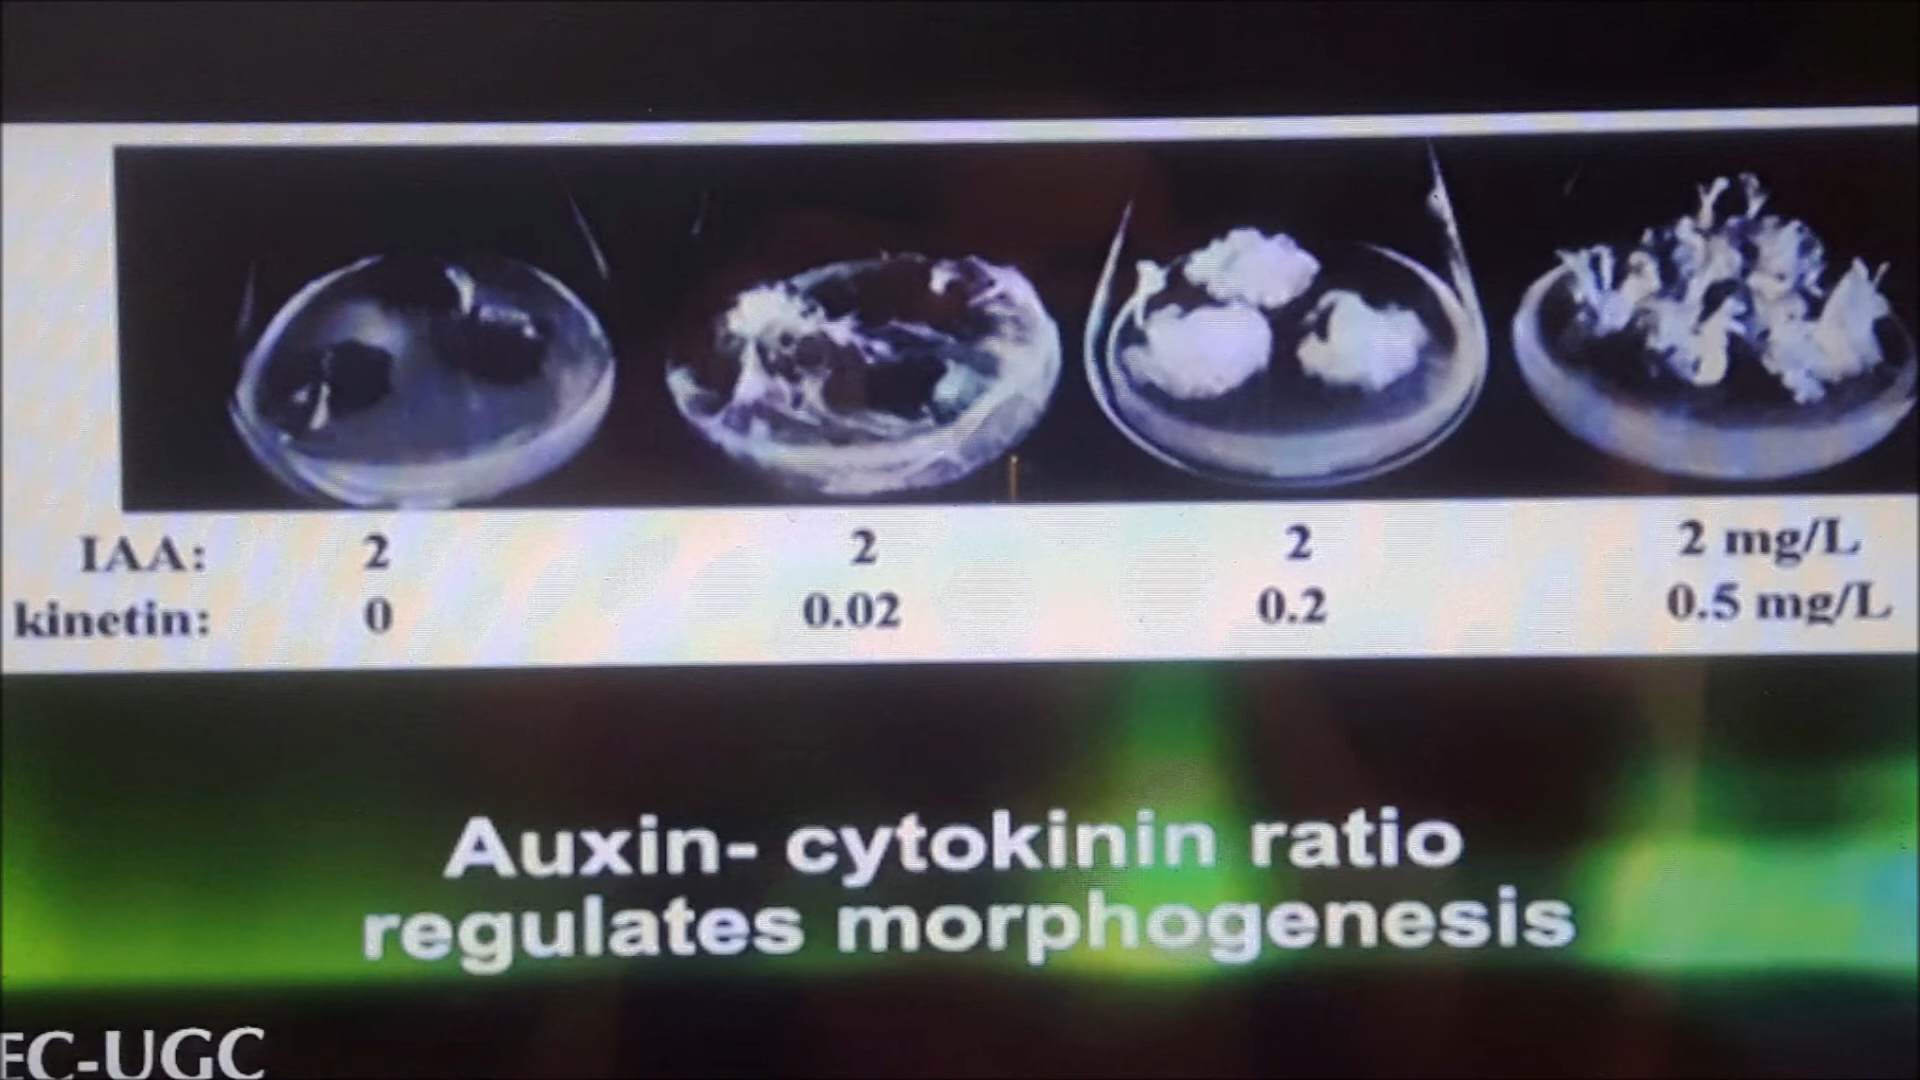 IAA: 2 2 2 2 mg/L
kinetin: 0 0.02 0.2 0.5 mg/L
Auxin- cytokinin ratio
regulates morphogenesis
EC-UGC